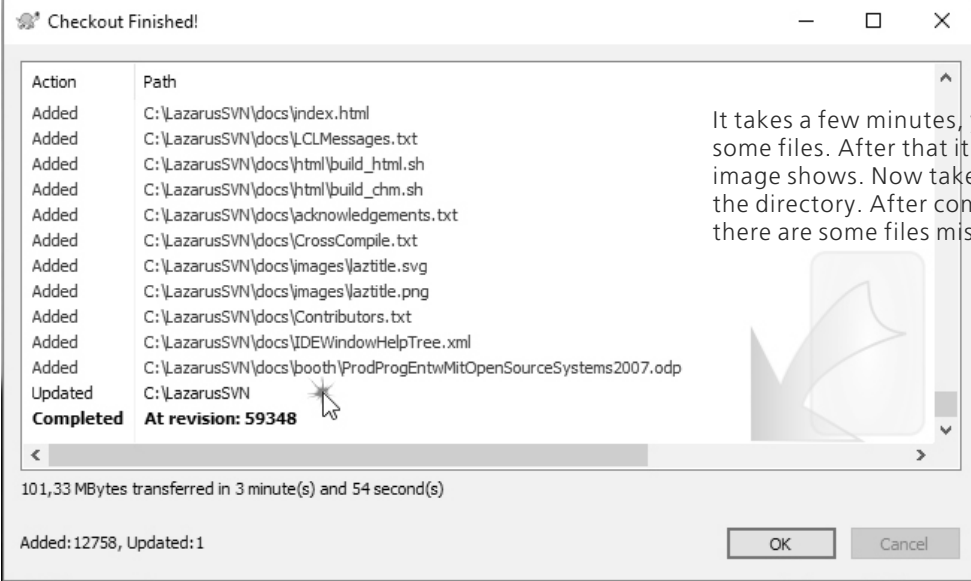 Checkout Finished!
Action Path
Added C:\LazarusSVN\docs\index.html
Added C:\LazarusSVN\docs\LCLMessages.txt
Added C:\LazarusSVN\docs\html\build_html.sh
Added C:\LazarusSVN\docs\html\build_chm.sh
Added C:\LazarusSVN\docs\acknowledgements.txt
Added C:\LazarusSVN\docs\CrossCompile.txt
Added C:\LazarusSVN\docs\images\laztitle.svg
Added C:\LazarusSVN\docs\images\laztitle.png
Added C:\LazarusSVN\docs\Contributors.txt
Added C:\LazarusSVN\docs\IDEWindowHelpTree.xml
Added C:\LazarusSVN\docs\booth\ProdProgEntwMitOpenSourceSystems2007.odp
Updated C:\LazarusSVN
Completed At revision: 59348
101,33 MBytes transferred in 3 minute(s) and 54 second(s)
Added:12758, Updated:1
OK Cancel
It takes a few minutes,
some files. After that it
image shows. Now take
the directory. After
there are some files